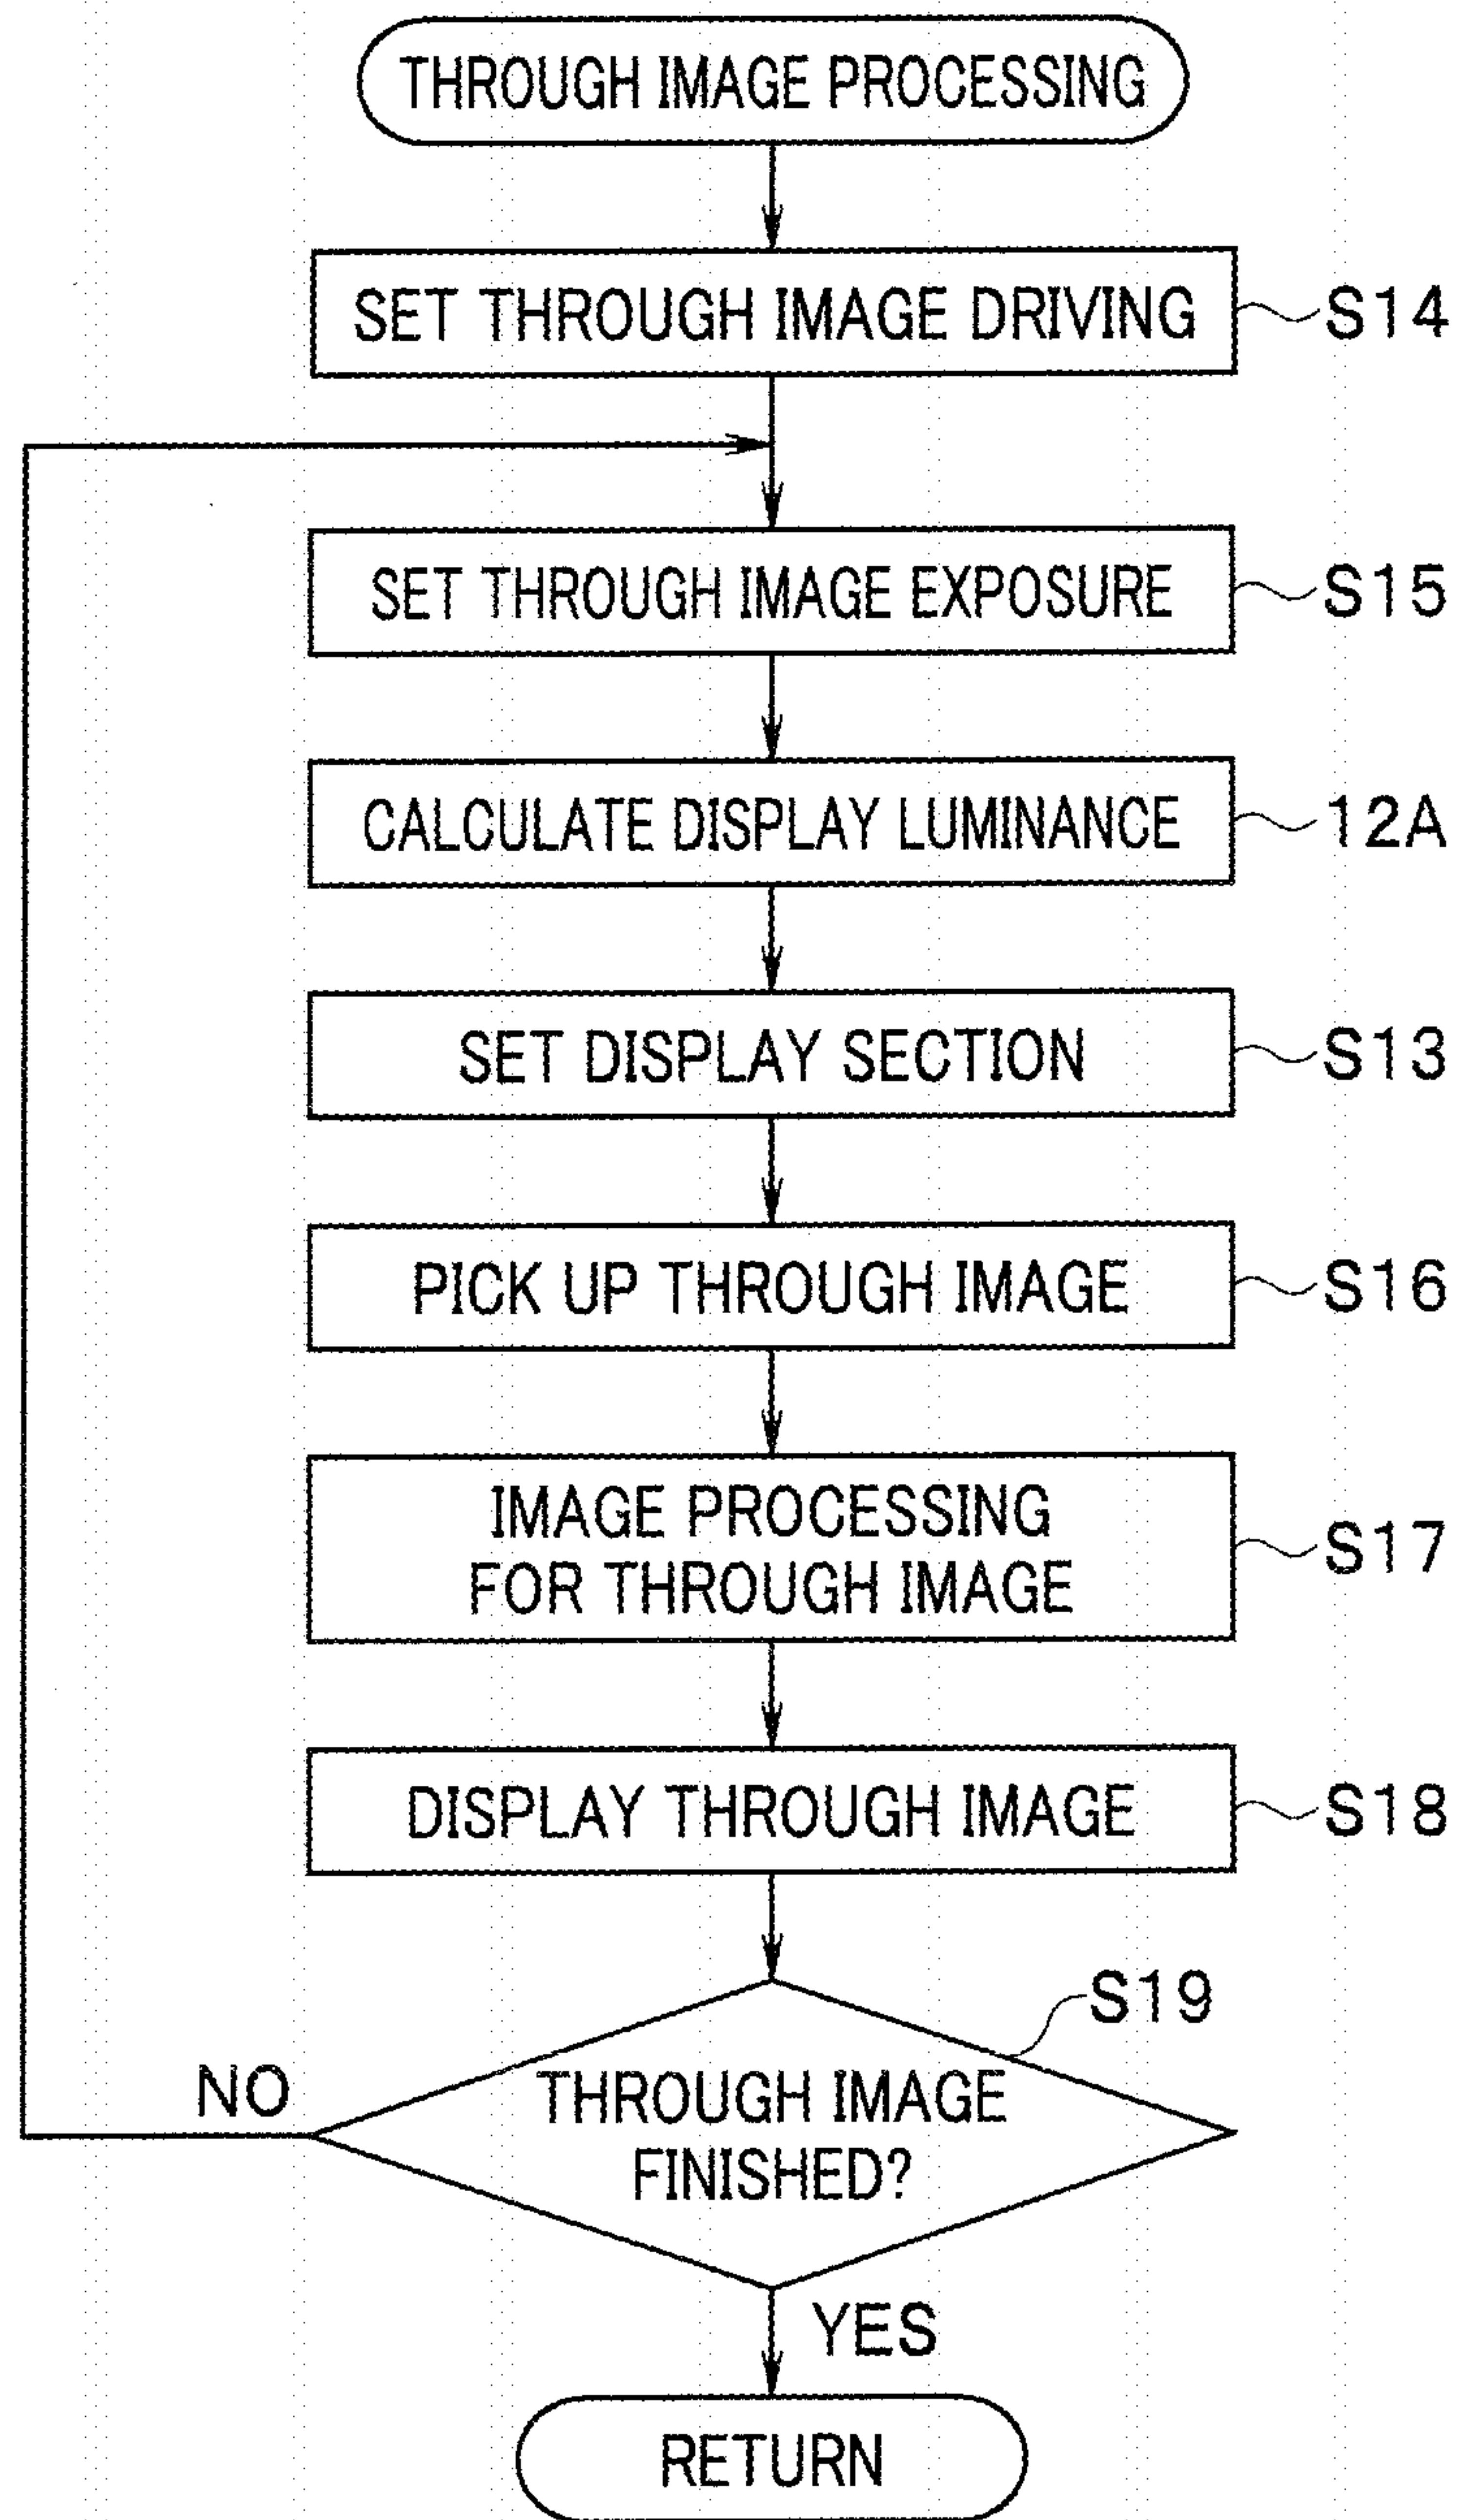 THROUGH IMAGE PROCESSING
SET THROUGH IMAGE DRIVING
S14
SET THROUGH IMAGE EXPOSURE
S15
CALCULATE DISPLAY LUMINANCE
12A
SET DISPLAY SECTION
S13
PICK UP THROUGH IMAGE
S16
IMAGE PROCESSING
FOR THROUGH IMAGE
S17
DISPLAY THROUGH IMAGE
S18
S19
NO
THROUGH IMAGE
FINISHED?
YES
RETURN